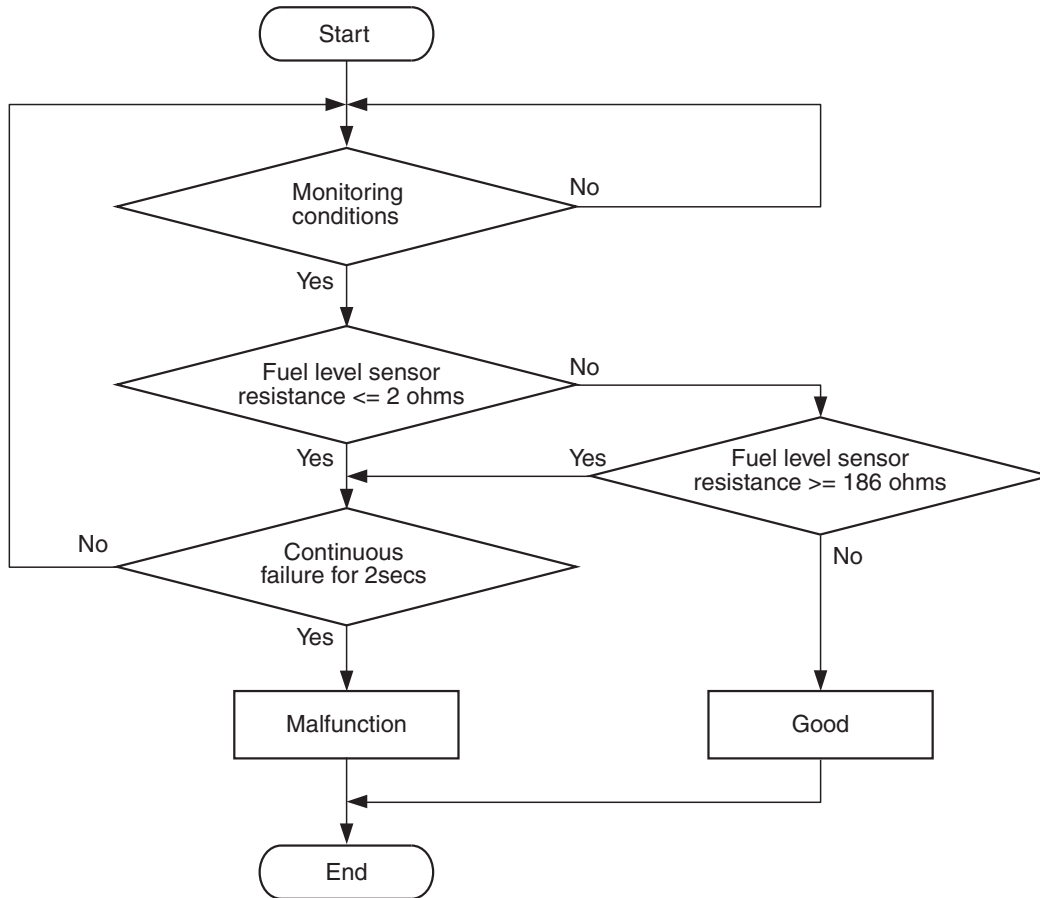 Start
Monitoring
conditions
No
Yes
Fuel level sensor
resistance <= 2 ohms
No
Yes
Yes
Fuel level sensor
resistance >= 186 ohms
No
Continuous
failure for 2secs
No
Yes
Malfunction
Good
End